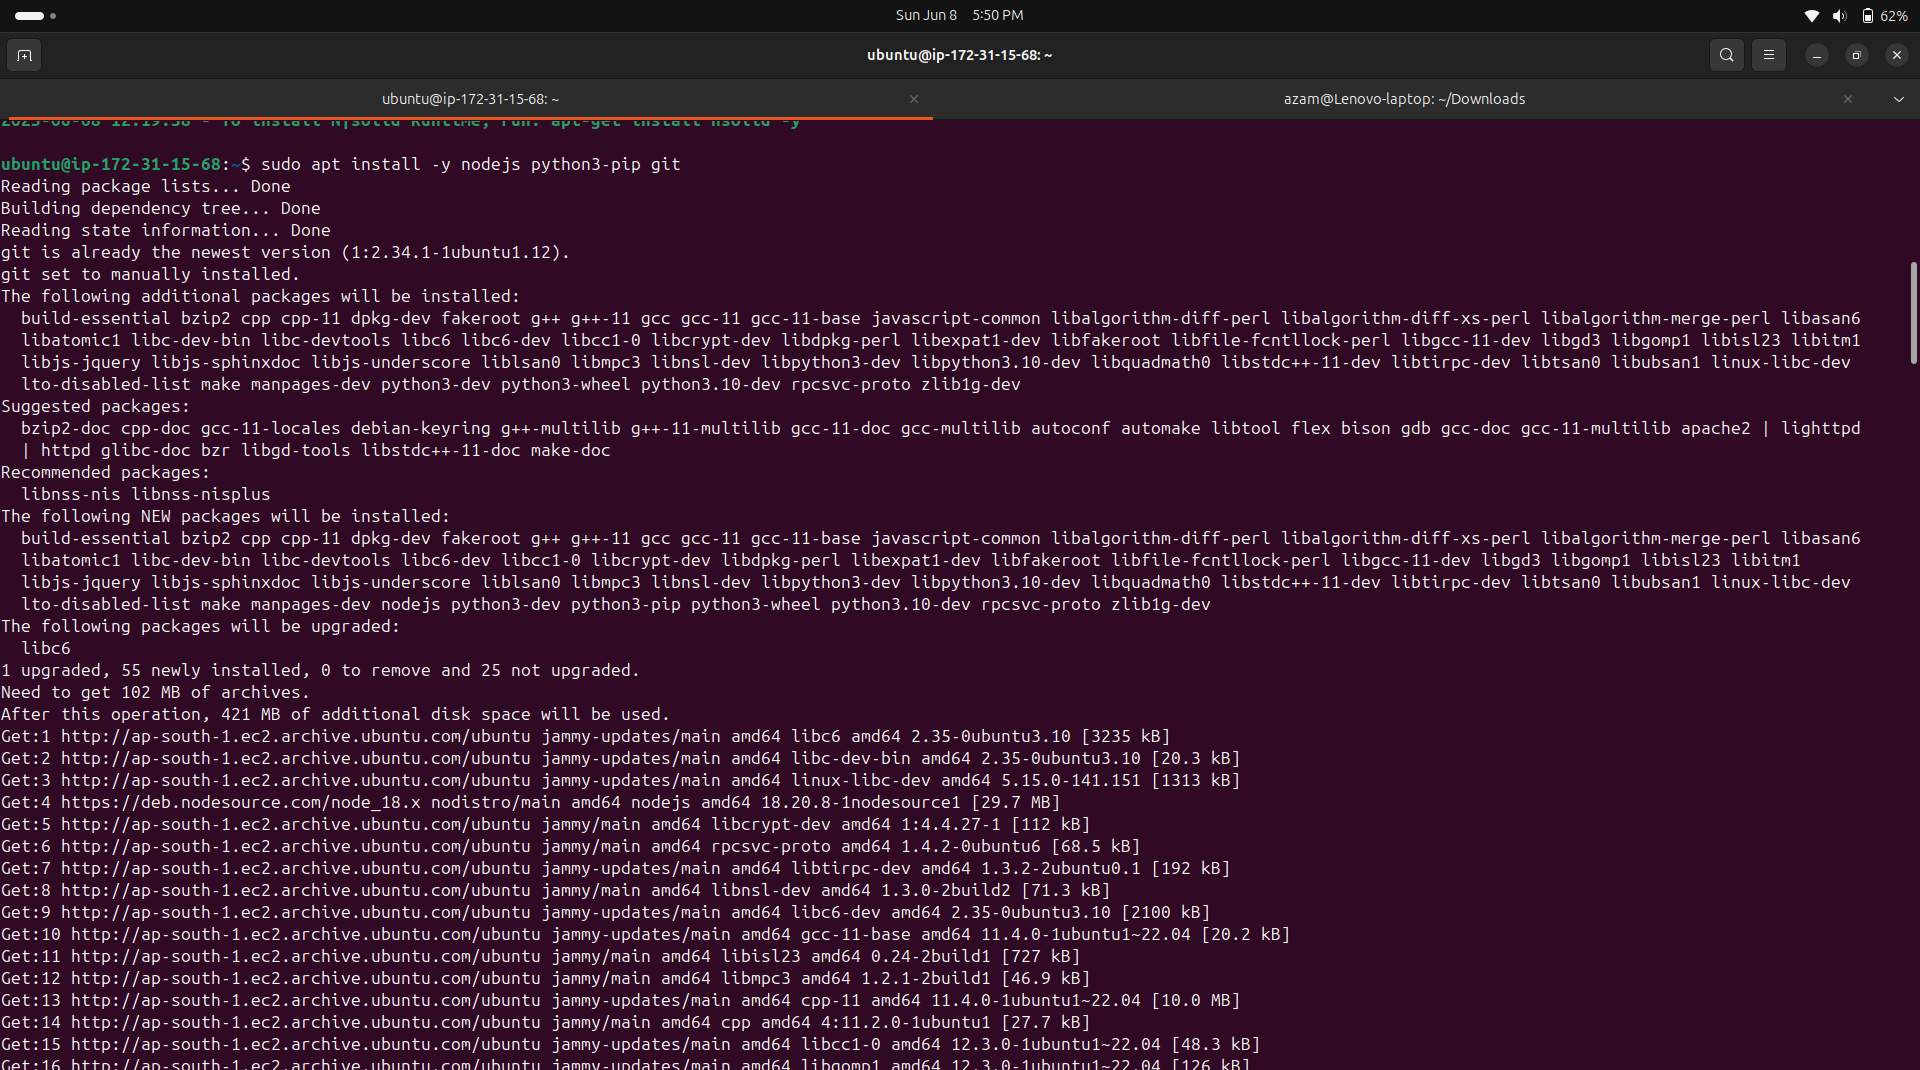 Sun Jun 8 5:50 PM
62%
ubuntu@ip-172-31-15-68: ~
ubuntu@ip-172-31-15-68: ~
azam@Lenovo-laptop: ~/Downloads
2025-06-08 12:19:58 - To install N|solid Runtime, run: apt-get install nsolid -y
ubuntu@ip-172-31-15-68:~$ sudo apt install -y nodejs python3-pip git
Reading package lists... Done
Building dependency tree... Done
Reading state information... Done
git is already the newest version (1:2.34.1-1ubuntu1.12).
git set to manually installed.
The following additional packages will be installed:
build-essential bzip2 cpp cpp-11 dpkg-dev fakeroot g++ g++-11 gcc gcc-11 gcc-11-base javascript-common libalgorithm-diff-perl libalgorithm-diff-xs-perl libalgorithm-merge-perl libasan6
libatomic1 libc-dev-bin libc-devtools libc6 libc6-dev libcc1-0 libcrypt-dev libdpkg-perl libexpat1-dev libfakeroot libfile-fcntllock-perl libgcc-11-dev libgd3 libgomp1 libisl23 libitm1
libjs-jquery libjs-sphinxdoc libjs-underscore liblsan0 libmpc3 libnsl-dev libpython3-dev libpython3.10-dev libquadmath0 libstdc++-11-dev libtirpc-dev libtsan0 libubsan1 linux-libc-dev
lto-disabled-list make manpages-dev python3-dev python3-wheel python3.10-dev rpcsvc-proto zlib1g-dev
Suggested packages:
bzip2-doc cpp-doc gcc-11-locales debian-keyring g++-multilib g++-11-multilib gcc-11-doc gcc-multilib autoconf automake libtool flex bison gdb gcc-doc gcc-11-multilib apache2 | lighttpd
| httpd glibc-doc bzr libgd-tools libstdc++-11-doc make-doc
Recommended packages:
libnss-nis libnss-nisplus
The following NEW packages will be installed:
build-essential bzip2 cpp cpp-11 dpkg-dev fakeroot g++ g++-11 gcc gcc-11 gcc-11-base javascript-common libalgorithm-diff-perl libalgorithm-diff-xs-perl libalgorithm-merge-perl libasan6
libatomic1 libc-dev-bin libc-devtools libc6-dev libcc1-0 libcrypt-dev libdpkg-perl libexpat1-dev libfakeroot libfile-fcntllock-perl libgcc-11-dev libgd3 libgomp1 libisl23 libitm1
libjs-jquery libjs-sphinxdoc libjs-underscore liblsan0 libmpc3 libnsl-dev libpython3-dev libpython3.10-dev libquadmath0 libstdc++-11-dev libtirpc-dev libtsan0 libubsan1 linux-libc-dev
lto-disabled-list make manpages-dev nodejs python3-dev python3-pip python3-wheel python3.10-dev rpcsvc-proto zlib1g-dev
The following packages will be upgraded:
libc6
1 upgraded, 55 newly installed, 0 to remove and 25 not upgraded.
Need to get 102 MB of archives.
After this operation, 421 MB of additional disk space will be used.
Get:1 http://ap-south-1.ec2.archive.ubuntu.com/ubuntu jammy-updates/main amd64 libc6 amd64 2.35-0ubuntu3.10 [3235 kB]
Get:2 http://ap-south-1.ec2.archive.ubuntu.com/ubuntu jammy-updates/main amd64 libc-dev-bin amd64 2.35-0ubuntu3.10 [20.3 kB]
Get:3 http://ap-south-1.ec2.archive.ubuntu.com/ubuntu jammy-updates/main amd64 linux-libc-dev amd64 5.15.0-141.151 [1313 kB]
Get:4 https://deb.nodesource.com/node_18.x nodistro/main amd64 nodejs amd64 18.20.8-1nodesource1 [29.7 MB]
Get:5 http://ap-south-1.ec2.archive.ubuntu.com/ubuntu jammy/main amd64 libcrypt-dev amd64 1:4.4.27-1 [112 kB]
Get:6 http://ap-south-1.ec2.archive.ubuntu.com/ubuntu jammy/main amd64 rpcsvc-proto amd64 1.4.2-0ubuntu6 [68.5 kB]
Get:7 http://ap-south-1.ec2.archive.ubuntu.com/ubuntu jammy-updates/main amd64 libtirpc-dev amd64 1.3.2-2ubuntu0.1 [192 kB]
Get:8 http://ap-south-1.ec2.archive.ubuntu.com/ubuntu jammy/main amd64 libnsl-dev amd64 1.3.0-2build2 [71.3 kB]
Get:9 http://ap-south-1.ec2.archive.ubuntu.com/ubuntu jammy-updates/main amd64 libc6-dev amd64 2.35-0ubuntu3.10 [2100 kB]
Get:10 http://ap-south-1.ec2.archive.ubuntu.com/ubuntu jammy-updates/main amd64 gcc-11-base amd64 11.4.0-1ubuntu1~22.04 [20.2 kB]
Get:11 http://ap-south-1.ec2.archive.ubuntu.com/ubuntu jammy/main amd64 libisl23 amd64 0.24-2build1 [727 kB]
Get:12 http://ap-south-1.ec2.archive.ubuntu.com/ubuntu jammy/main amd64 libmpc3 amd64 1.2.1-2build1 [46.9 kB]
Get:13 http://ap-south-1.ec2.archive.ubuntu.com/ubuntu jammy-updates/main amd64 cpp-11 amd64 11.4.0-1ubuntu1~22.04 [10.0 MB]
Get:14 http://ap-south-1.ec2.archive.ubuntu.com/ubuntu jammy/main amd64 cpp amd64 4:11.2.0-1ubuntu1 [27.7 kB]
Get:15 http://ap-south-1.ec2.archive.ubuntu.com/ubuntu jammy-updates/main amd64 libcc1-0 amd64 12.3.0-1ubuntu1~22.04 [48.3 kB]
Get:16 http://ap-south-1.ec2.archive.ubuntu.com/ubuntu jammy-updates/main amd64 libgomp1 amd64 12.3.0-1ubuntu1~22.04 [126 kB]